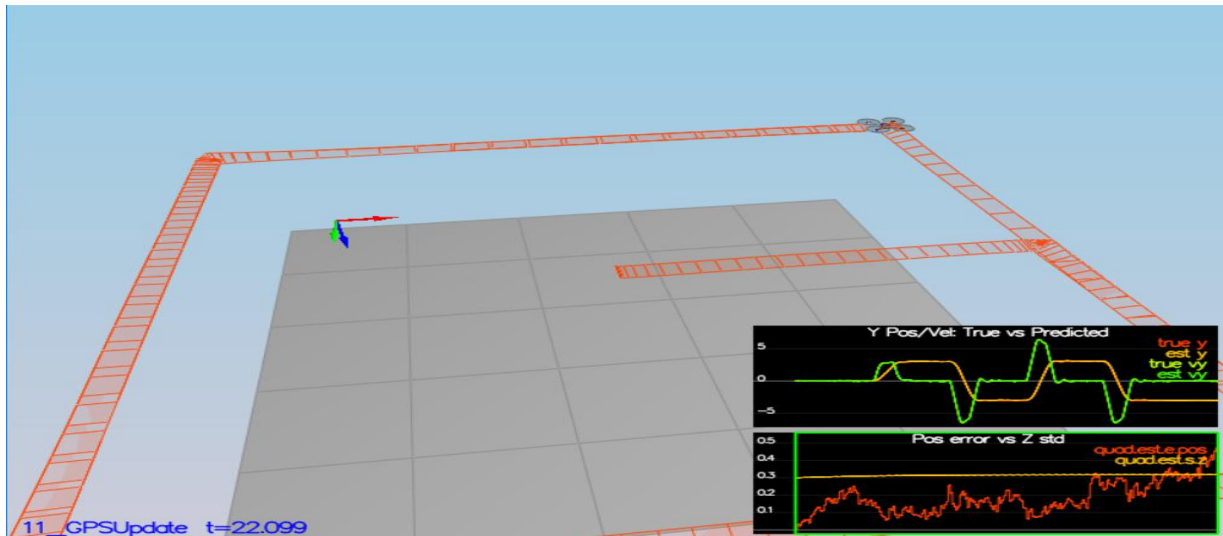 Y Pos/Vel: True vs Predicted
5
0
-5
true y
est y
true vy
est vy
Pos error vs Z std
0.5
0.4
0.3
0.2
0.1
quad.est.e.pos
quad.est.s.z
11_GPSUpdate t=22.099